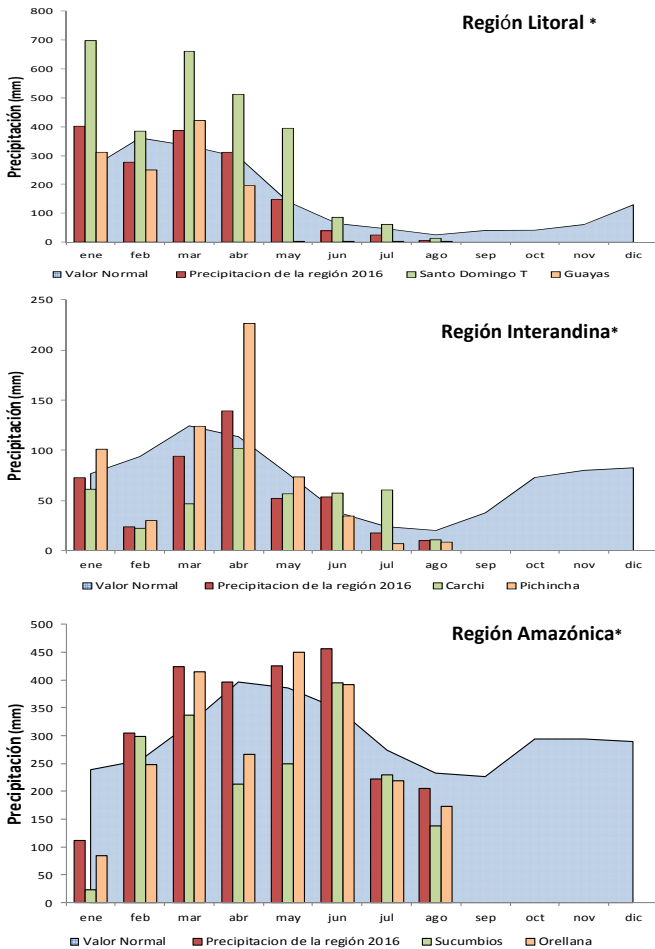 Región Litoral *
Precipitación (mm)
800
700
600
500
400
300
200
100
0
ene feb mar abr may jun jul ago sep oct nov dic
Valor Normal Precipitacion de la región 2016 Santo Domingo T Guayas
Región Interandina*
Precipitación (mm)
250
200
150
100
50
0
ene feb mar abr may jun jul ago sep oct nov dic
Valor Normal Precipitacion de la región 2016 Carchi Pichincha
Región Amazónica*
Precipitación (mm)
500
450
400
350
300
250
200
150
100
50
0
ene feb mar abr may jun jul ago sep oct nov dic
Valor Normal Precipitacion de la región 2016 Sucumbios Orellana